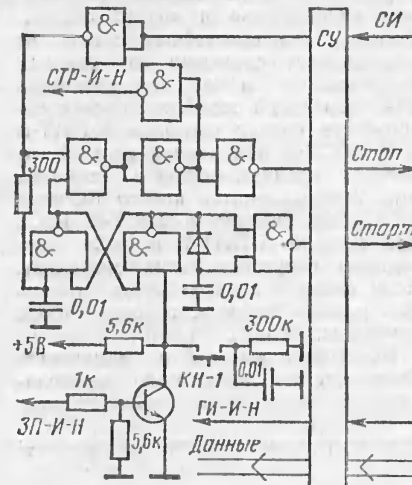 &
СУ
СИ
&
СТР-И-Н
300
&
&
&
Стоп
Старт
&
&
&
0,01
0,01
+5В
5,6к
300к
КН-1
0.01
1к
ГИ-И-Н
ЗП-И-Н
5,6к
Данные